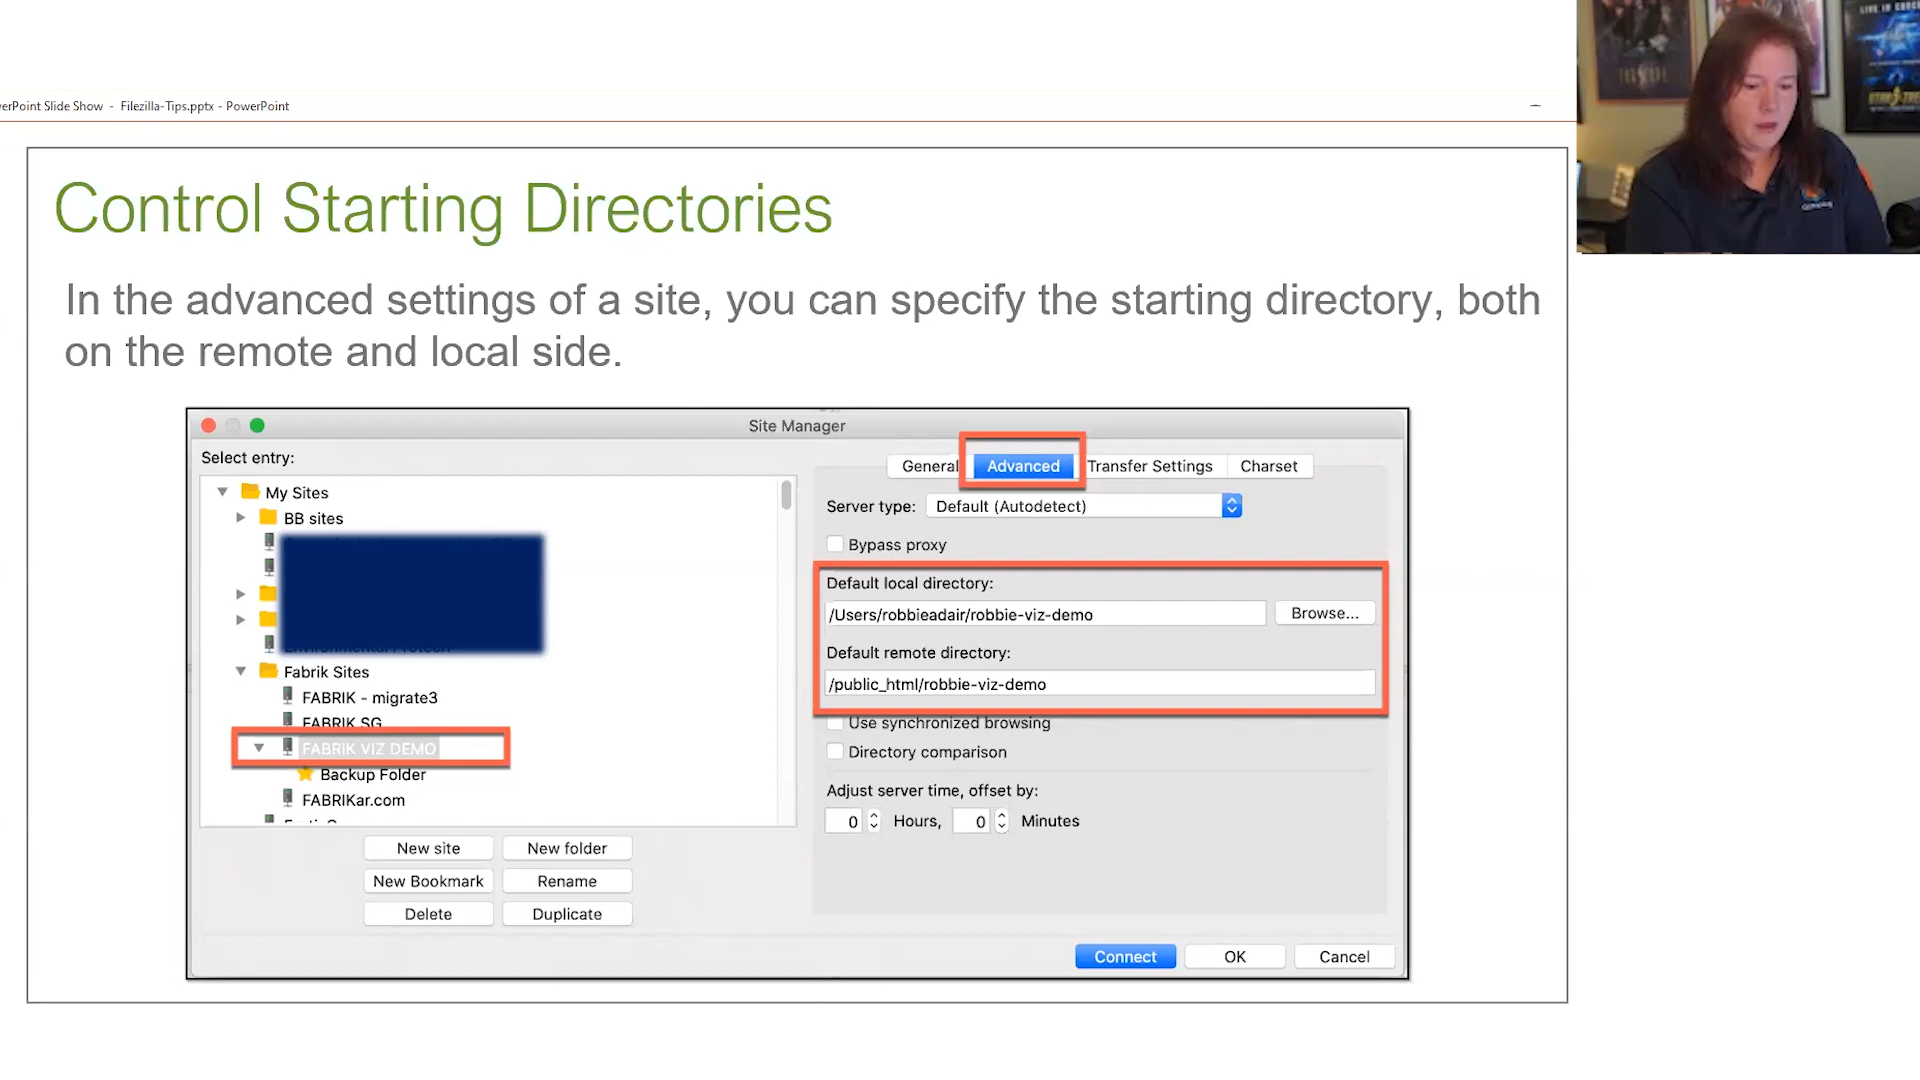 erPoint Slide Show - Filezilla-Tips.pptx - PowerPoint
Control Starting Directories
In the advanced settings of a site, you can specify the starting directory, both
on the remote and local side.
Site Manager
Select entry:
My Sites
BB sites
Fabrik Sites
FABRIK - migrate3
FABRIK SG
FABRIK VIZ DEMO
Backup Folder
FABRIKar.com
New site
New folder
New Bookmark
Rename
Delete
Duplicate
General
Advanced
Transfer Settings
Charset
Server type:
Default (Autodetect)
Bypass proxy
Default local directory:
/Users/robbieadair/robbie-viz-demo
Browse...
Default remote directory:
/public_html/robbie-viz-demo
Use synchronized browsing
Directory comparison
Adjust server time, offset by:
0 Hours, 0 Minutes
Connect
OK
Cancel